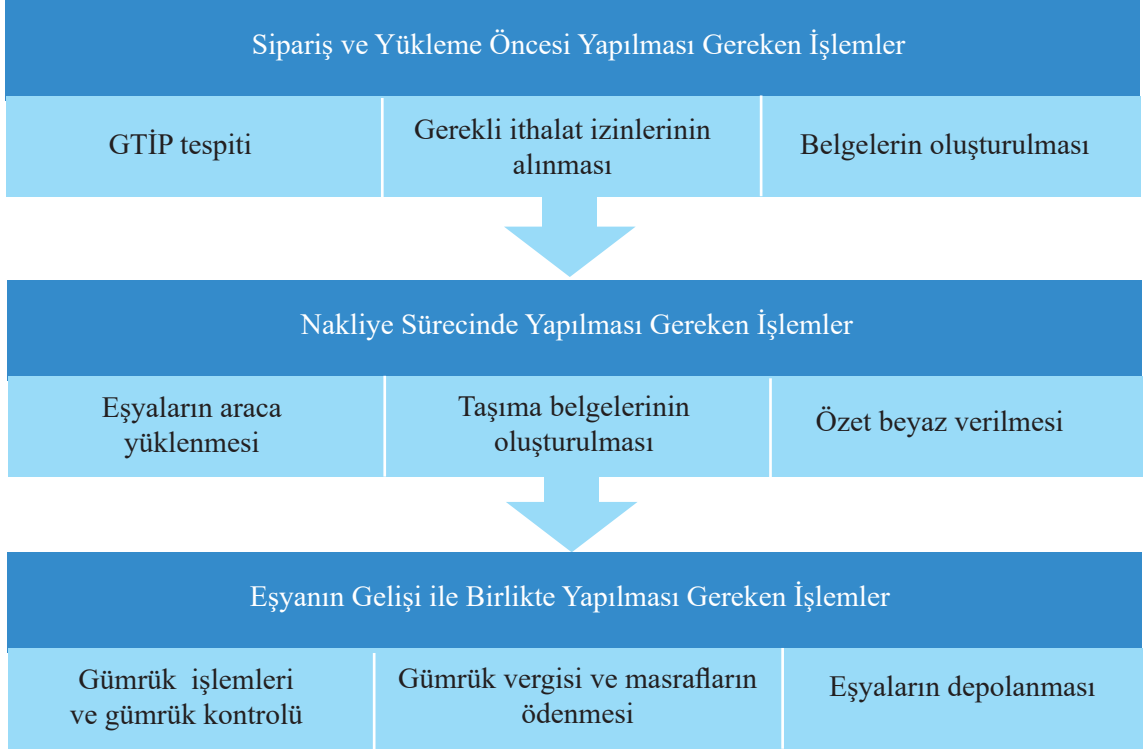 Sipariş ve Yükleme Öncesi Yapılması Gereken İşlemler
GTİP tespiti
Gerekli ithalat izinlerinin
alınması
Belgelerin oluşturulması
Nakliye Sürecinde Yapılması Gereken İşlemler
Eşyaların araca
yüklenmesi
Taşıma belgelerinin
oluşturulması
Özet beyaz verilmesi
Eşyanın Gelişi ile Birlikte Yapılması Gereken İşlemler
Gümrük işlemleri
ve gümrük kontrolü
Gümrük vergisi ve masrafların
ödenmesi
Eşyaların depolanması